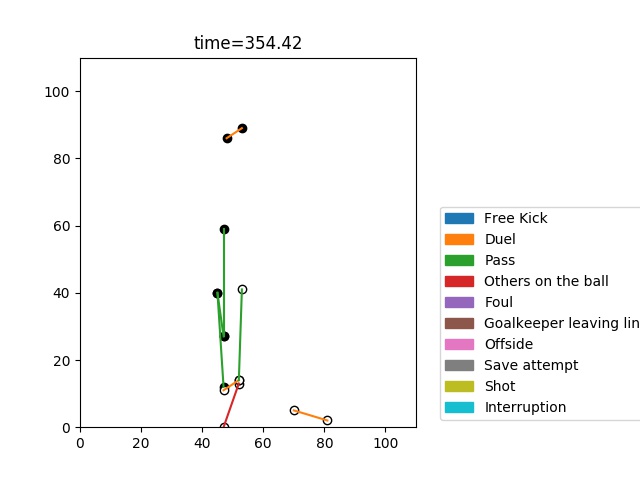 time=354.42
100
80
60
40
20
0
0 20 40 60 80 100
Free Kick
Duel
Pass
Others on the ball
Foul
Goalkeeper leaving lin
Offside
Save attempt
Shot
Interruption